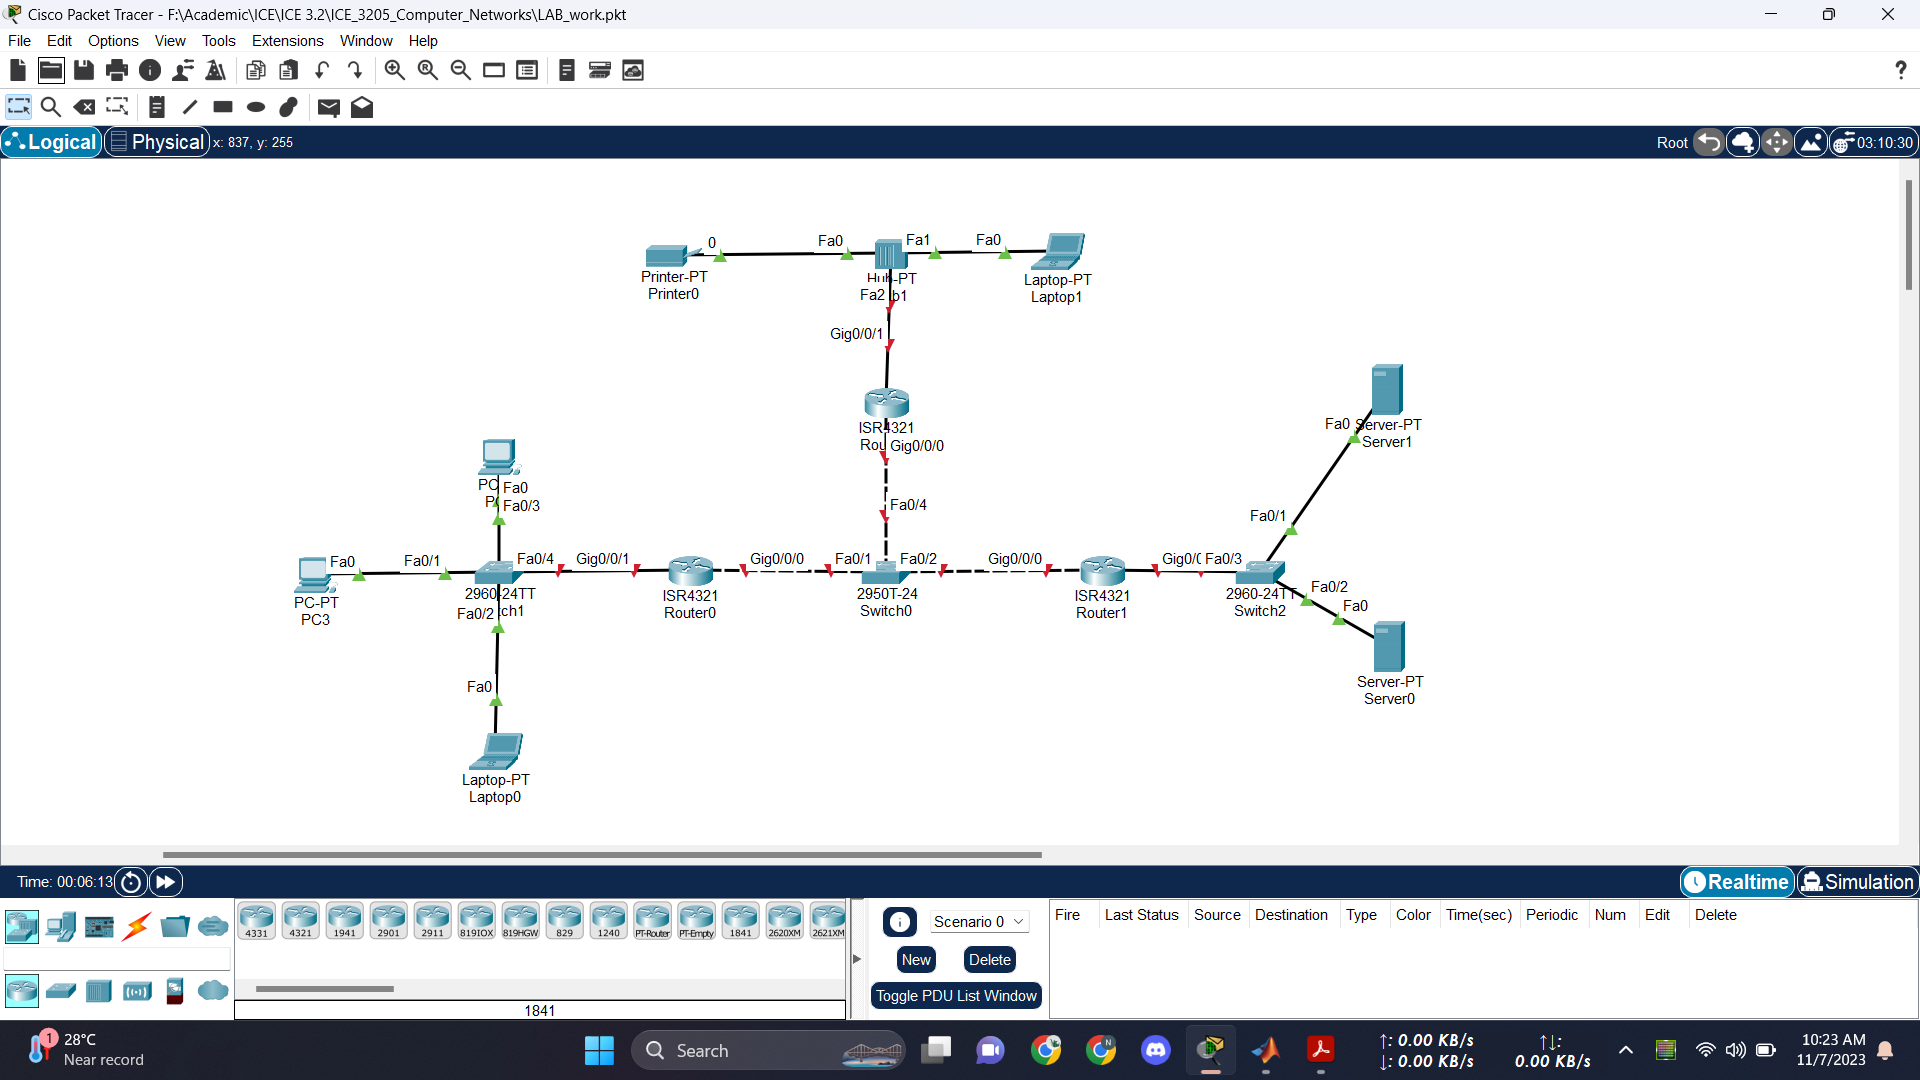 Cisco Packet Tracer - F:\Academic\ICE\ICE 3.2\ICE_3205_Computer_Networks\LAB_work.pkt
File Edit Options View Tools Extensions Window Help
?
Logical Physical x: 837, y: 255 Root 03:10:30
0 Fa0 Fa1 Fa0
Printer-PT
Printer0
Laptop-PT
Laptop1
Fa2
Gig0/0/1
ISR4321
Gig0/0/0
Fa0 Server-PT
Server1
Fa0
Fa0/3
Fa0/4
Fa0/1
Fa0 Fa0/1 Fa0/4 Gig0/0/1 Gig0/0/0 Fa0/1 Fa0/2 Gig0/0/0 Fa0/3
PC-PT
PC3
2960-24TT
Fa0/2
ISR4321
Router0
2950T-24
Switch0
ISR4321
Router1
2960-24TT
Switch2
Fa0/2
Fa0
Fa0
Server-PT
Server0
Laptop-PT
Laptop0
Time: 00:06:13 Realtime Simulation
4331 4321 1941 2901 2911 819IOX 819HGW 829 1240 PT-Router PT-Empty 1841 2620XM 2621XM
1841
Scenario 0
New Delete
Toggle PDU List Window
Fire Last Status Source Destination Type Color Time(sec) Periodic Num Edit Delete
1
28°C
Near record
Search
N
↑: 0.00 KB/s
↓: 0.00 KB/s
↑↓:
0.00 KB/s
10:23 AM
11/7/2023